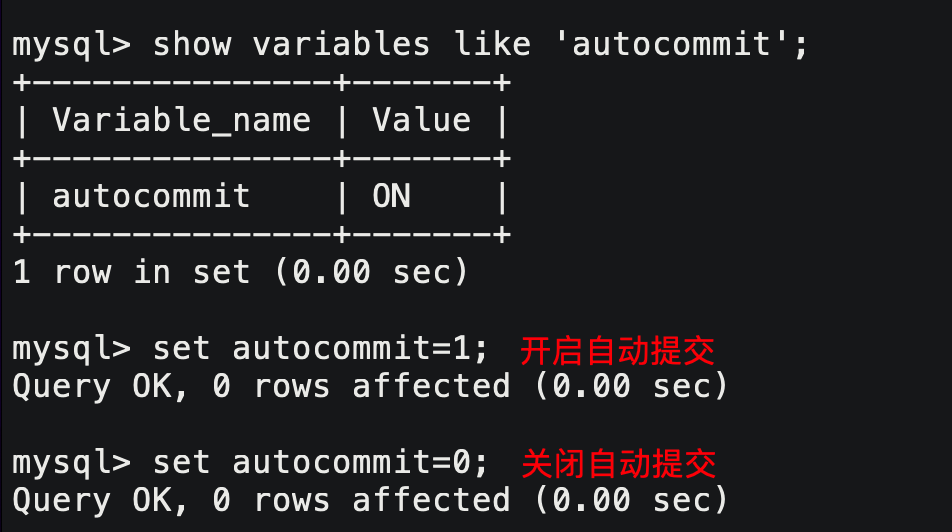 mysql> show variables like 'autocommit';
+---------------+-------+
| Variable_name | Value |
+---------------+-------+
| autocommit    | ON    |
+---------------+-------+
1 row in set (0.00 sec)
mysql> set autocommit=1; 开启自动提交
Query OK, 0 rows affected (0.00 sec)
mysql> set autocommit=0; 关闭自动提交
Query OK, 0 rows affected (0.00 sec)